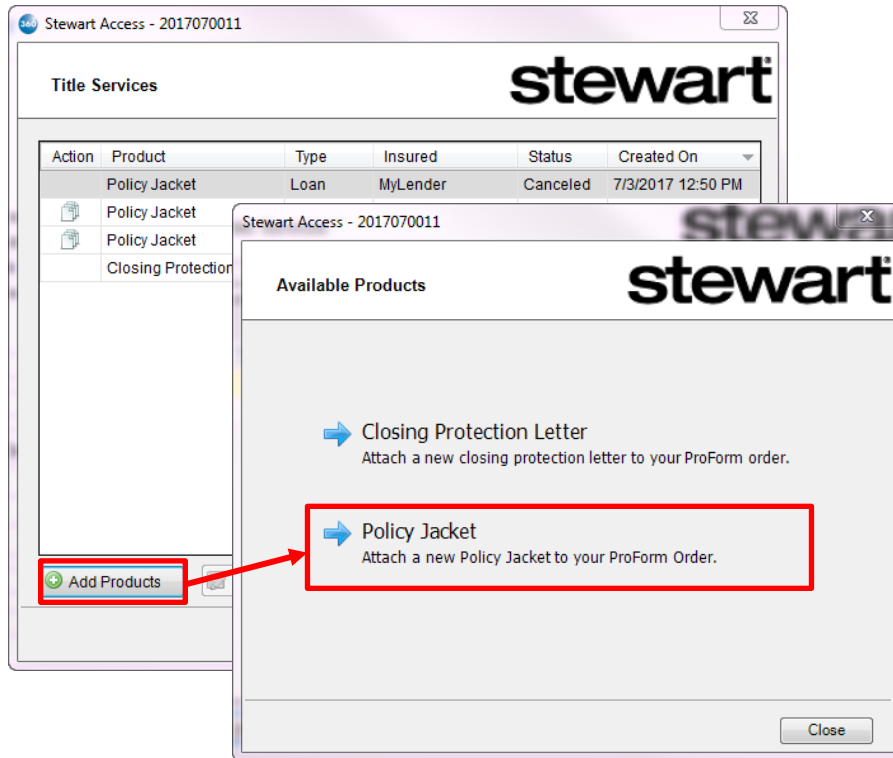 360 Stewart Access - 2017070011
Title Services
stewart
Action Product Type Insured Status Created On
Policy Jacket Loan MyLender Canceled 7/3/2017 12:50 PM
Policy Jacket
Policy Jacket
Closing Protection
Add Products
Stewart Access - 2017070011
stewart
Available Products
stewart
Closing Protection Letter
Attach a new closing protection letter to your ProForm order.
Policy Jacket
Attach a new Policy Jacket to your ProForm Order.
Close